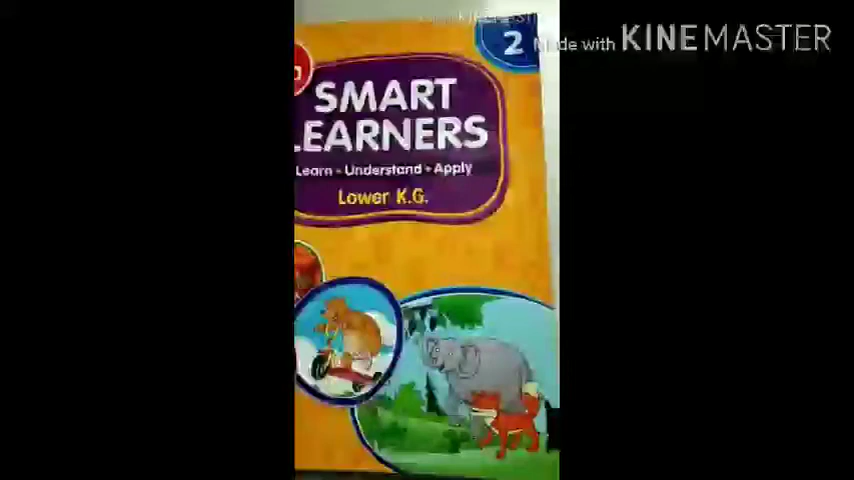 2
Made with KINEMASTER
SMART
LEARNERS
Learn • Understand • Apply
Lower K.G.